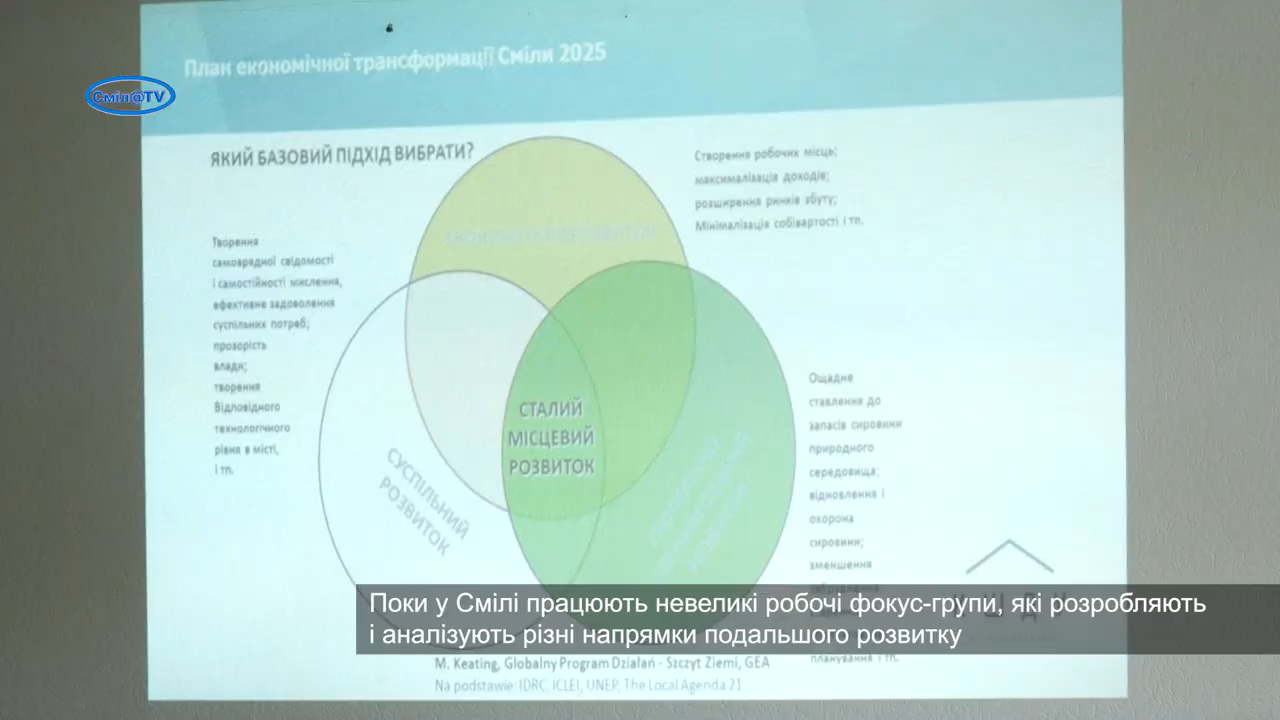 План економічної трансформації Сміли 2025
Сміл@TV
ЯКИЙ БАЗОВИЙ ПІДХІД ВИБРАТИ?
Створення робочих місць;
максималізація доходів;
розширення ринків збуту;
Мінімалізація собівартості і тп.
Творення
самоврядної свідомості
і самостійності мислення,
ефективне задоволення
суспільних потреб;
прозорість
влади;
творення
Відповідного
технологічного
рівня в місті,
і тп.
СТАЛИЙ
МІСЦЕВИЙ
РОЗВИТОК
СУСПІЛЬНИЙ
РОЗВИТОК
Ощадне
ставлення до
запасів сировини
природного
середовища;
відновлення і
охорона
сировини;
зменшення
планування і тп.
Поки у Смілі працюють невеликі робочі фокус-групи, які розробляють
і аналізують різні напрямки подальшого розвитку
M. Keating, Globalny Program Działań - Szczyt Ziemi, GEA
Na podstawie: IDRC, ICLEI, UNEP, The Local Agenda 21